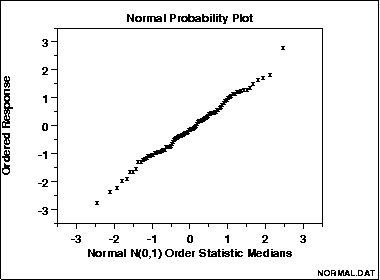 Normal Probability Plot
Ordered Response
3
2
1
0
-1
-2
-3
-3 -2 -1 0 1 2 3
Normal N(0,1) Order Statistic Medians
NORMAL.DAT